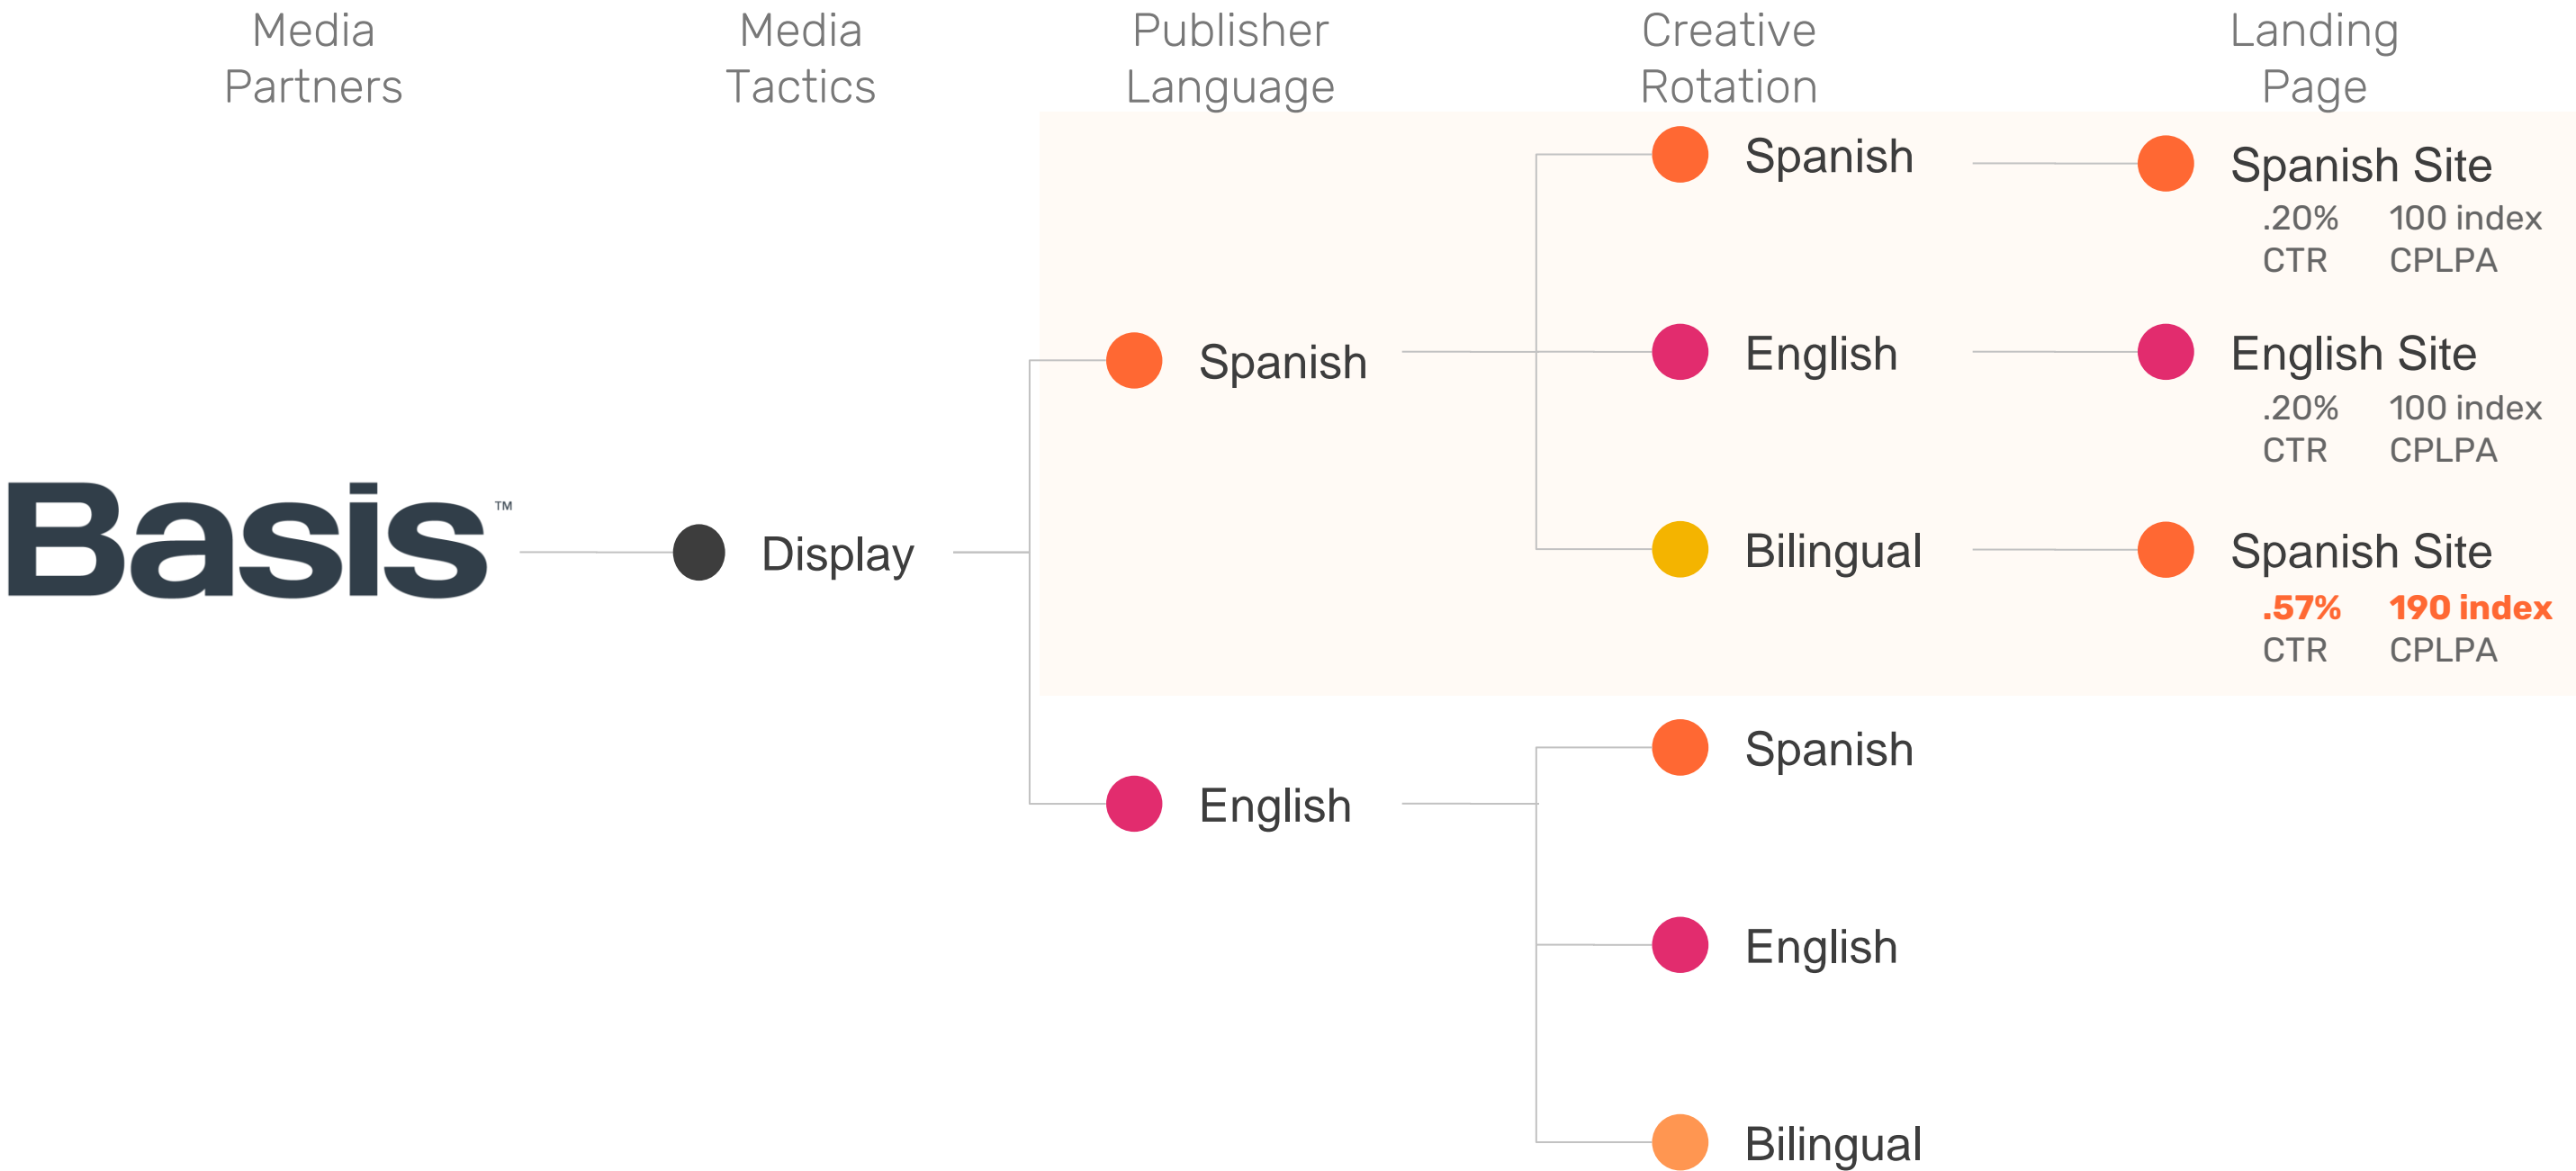 Media
Partners
Media
Tactics
Publisher
Language
Creative
Rotation
Landing
Page
Basis™
Display
Spanish
Spanish
Spanish Site
.20% 100 index
CTR CPLPA
English
English Site
.20% 100 index
CTR CPLPA
Bilingual
Spanish Site
.57% 190 index
CTR CPLPA
English
Spanish
English
Bilingual